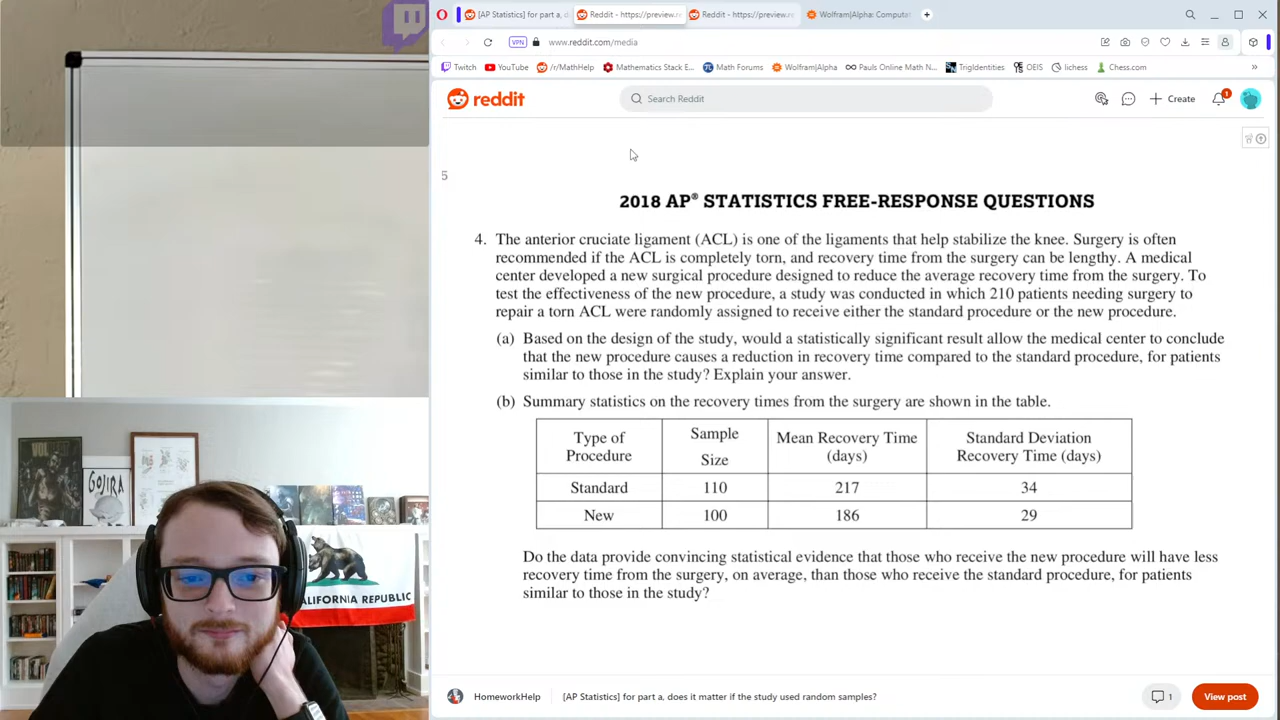 [AP Statistics] for part a, d
Reddit - https://preview.re
Reddit - https://preview.re
Wolfram|Alpha: Computat
VPN
www.reddit.com/media
Twitch
YouTube
/r/MathHelp
Mathematics Stack E...
Math Forums
Wolfram|Alpha
Pauls Online Math N...
TrigIdentities
OEIS
lichess
Chess.com
»
reddit
Search Reddit
Create
1
5
2018 AP® STATISTICS FREE-RESPONSE QUESTIONS
4. The anterior cruciate ligament (ACL) is one of the ligaments that help stabilize the knee. Surgery is often
recommended if the ACL is completely torn, and recovery time from the surgery can be lengthy. A medical
center developed a new surgical procedure designed to reduce the average recovery time from the surgery. To
test the effectiveness of the new procedure, a study was conducted in which 210 patients needing surgery to
repair a torn ACL were randomly assigned to receive either the standard procedure or the new procedure.
(a) Based on the design of the study, would a statistically significant result allow the medical center to conclude
that the new procedure causes a reduction in recovery time compared to the standard procedure, for patients
similar to those in the study? Explain your answer.
(b) Summary statistics on the recovery times from the surgery are shown in the table.
Type of Procedure
Sample Size
Mean Recovery Time (days)
Standard Deviation Recovery Time (days)
Standard 110 217 34
New 100 186 29
Do the data provide convincing statistical evidence that those who receive the new procedure will have less
recovery time from the surgery, on average, than those who receive the standard procedure, for patients
similar to those in the study?
HomeworkHelp
[AP Statistics] for part a, does it matter if the study used random samples?
1
View post
GOJIRA
CALIFORNIA REPUBLIC